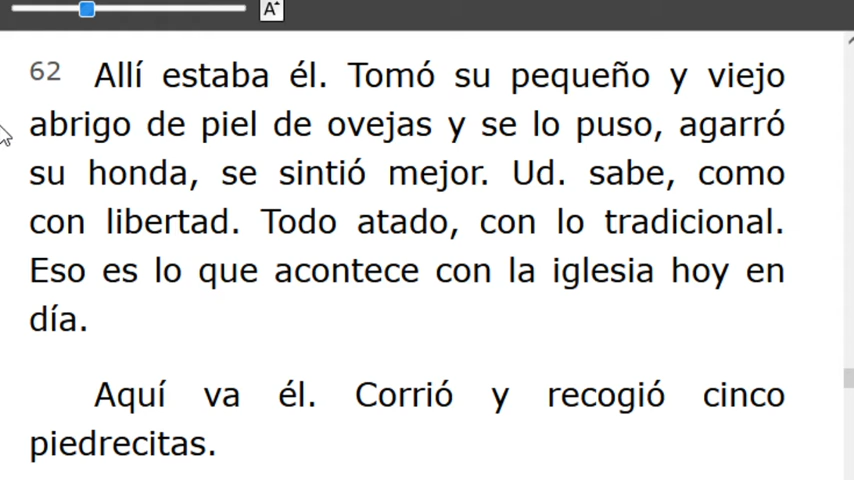 A
62 Allí estaba él. Tomó su pequeño y viejo
abrigo de piel de ovejas y se lo puso, agarró
su honda, se sintió mejor. Ud. sabe, como
con libertad. Todo atado, con lo tradicional.
Eso es lo que acontece con la iglesia hoy en
día.
Aquí va él. Corrió y recogió cinco
piedrecitas.